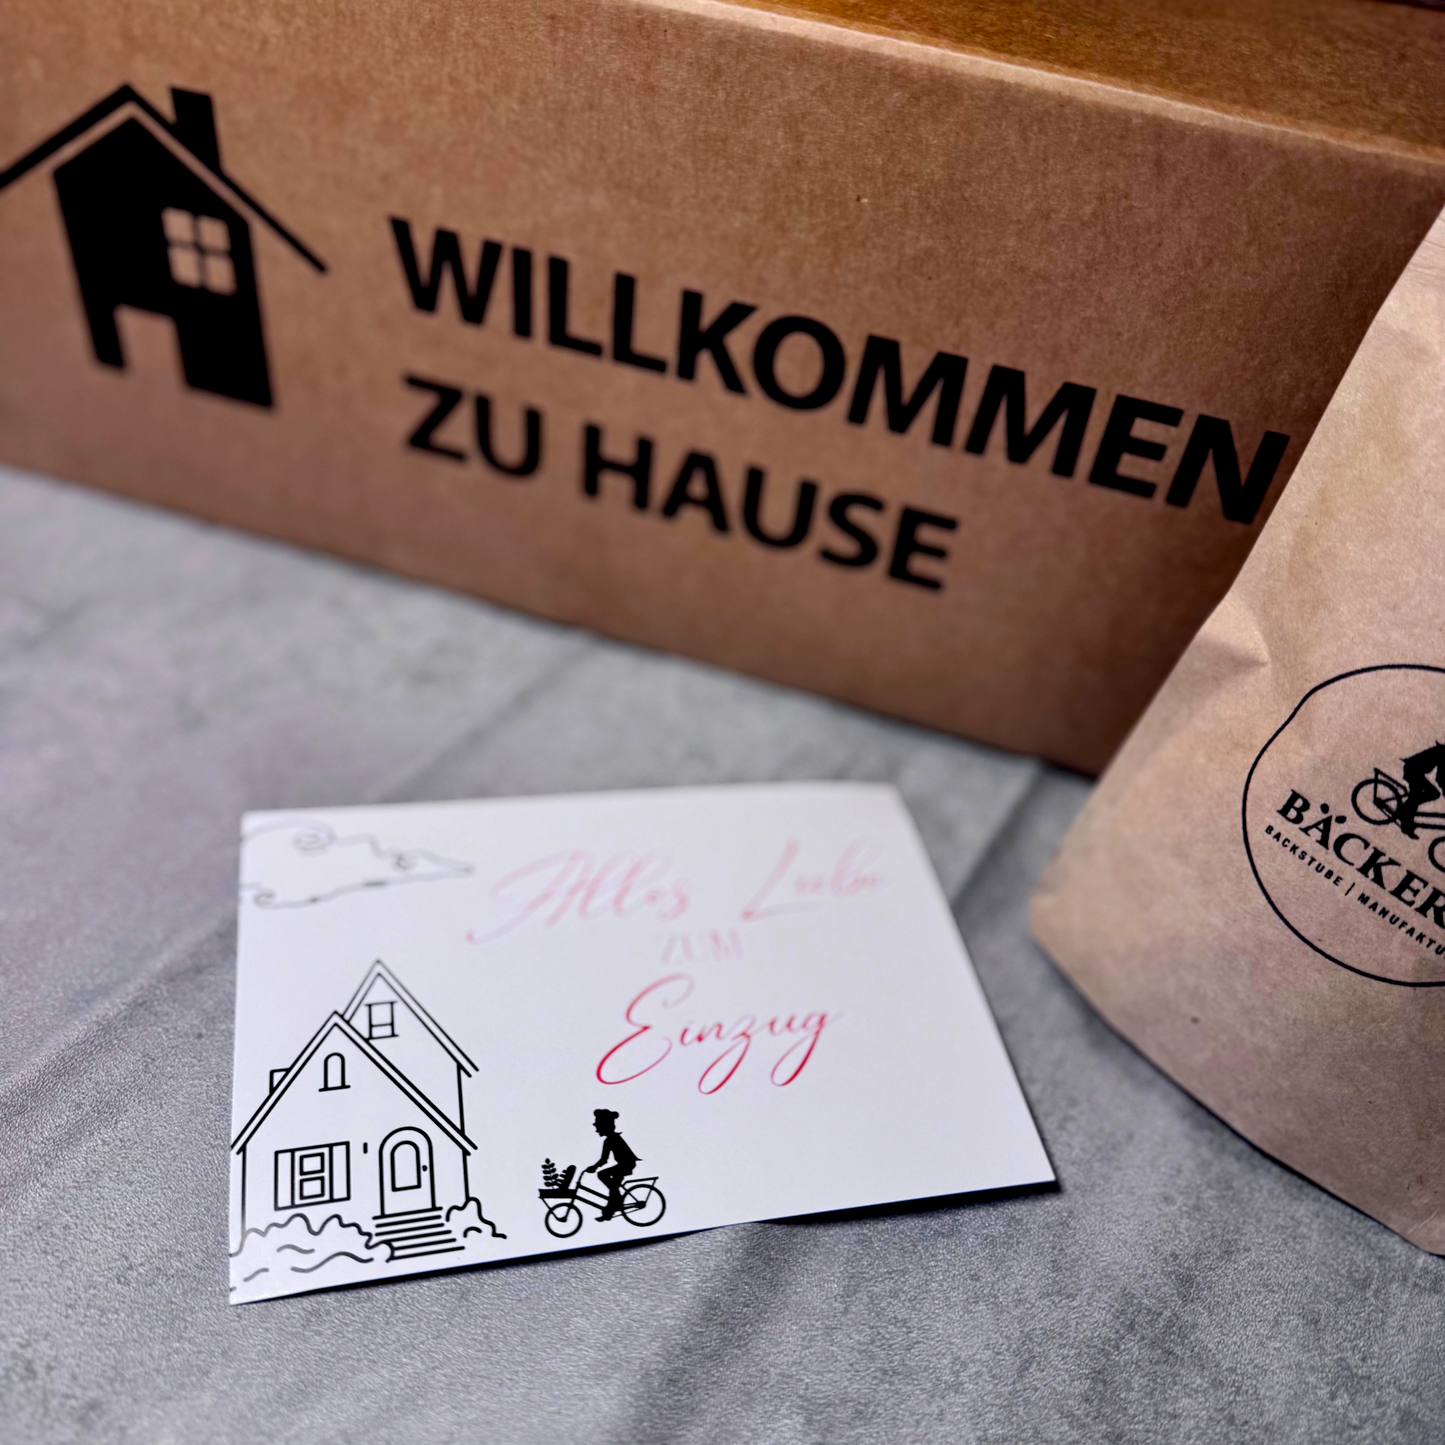 WILLKOMMEN
ZU HAUSE
Alles Liebe
ZUM
Einzug
BÄCKER
BACKSTUBE | MANUFAKTU